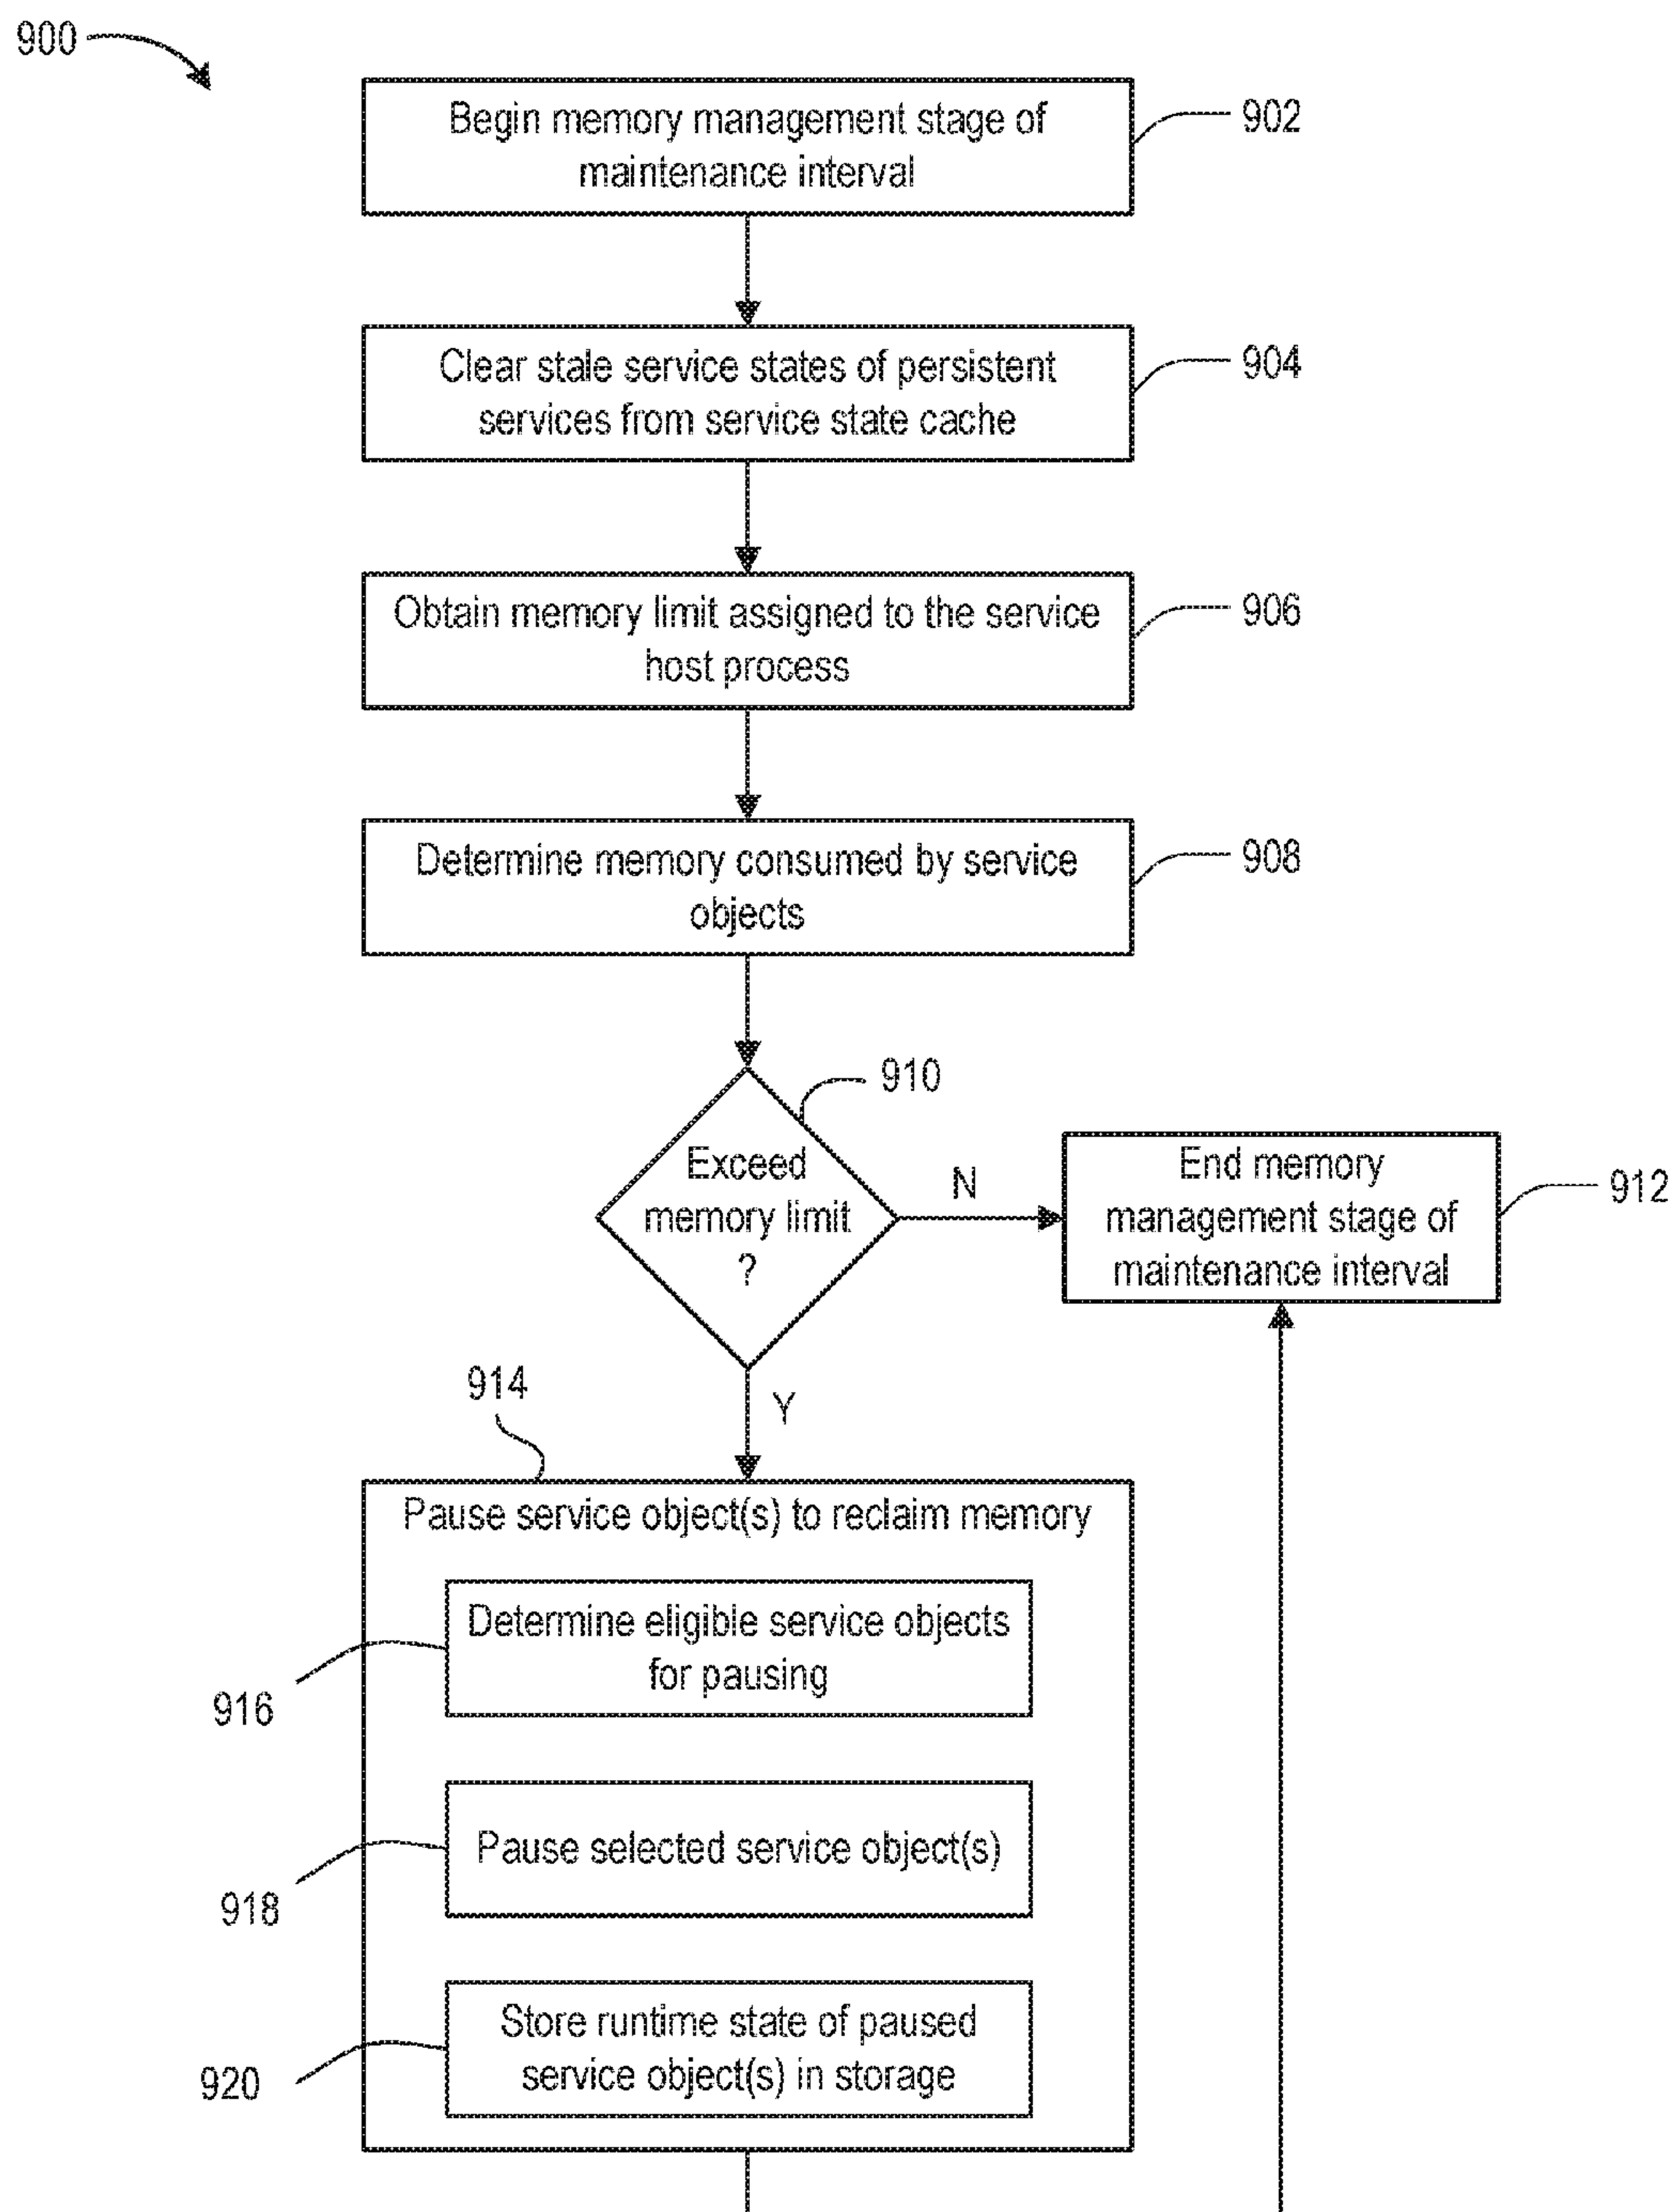 900
Begin memory management stage of
maintenance interval
902
Clear stale service states of persistent
services from service state cache
904
Obtain memory limit assigned to the service
host process
906
Determine memory consumed by service
objects
908
910
Exceed
memory limit
?
N
End memory
management stage of
maintenance interval
912
Y
914
Pause service object(s) to reclaim memory
Determine eligible service objects
for pausing
916
Pause selected service object(s)
918
Store runtime state of paused
service object(s) in storage
920